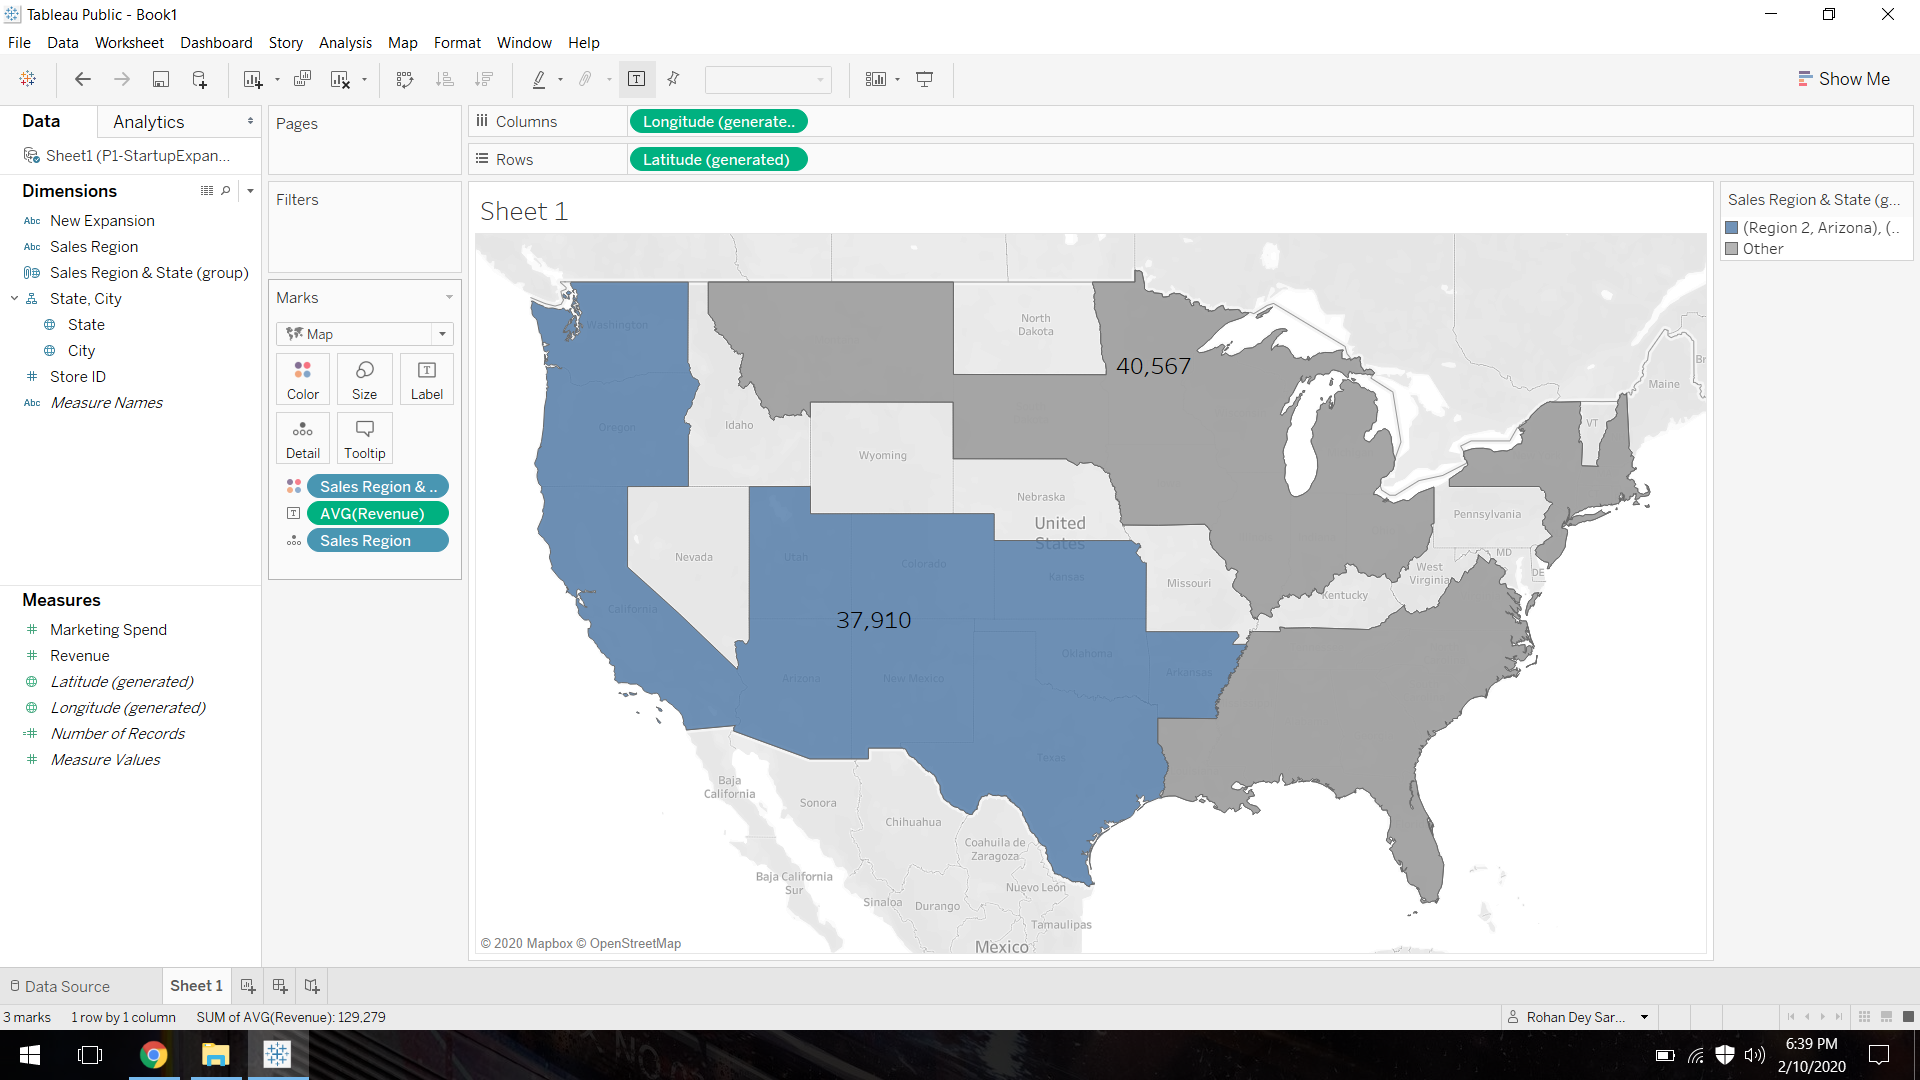 Tableau Public - Book1
File Data Worksheet Dashboard Story Analysis Map Format Window Help
Show Me
Data
Analytics
Sheet1 (P1-StartupExpan...
Dimensions
Abc New Expansion
Abc Sales Region
Sales Region & State (group)
State, City
State
City
# Store ID
Abc Measure Names
Measures
# Marketing Spend
# Revenue
Latitude (generated)
Longitude (generated)
Number of Records
# Measure Values
Pages
Filters
Marks
Map
Color Size Label
Detail Tooltip
Sales Region & ..
AVG(Revenue)
Sales Region
Columns
Longitude (generate..
Rows
Latitude (generated)
Sheet 1
Washington
North
Dakota
40,567
Maine
Br
Oregon
Idaho
VT
Wyoming
Nebraska
United
States
Pennsylvania
Nevada
Utah
Colorado
Kansas
Missouri
West
Virginia
MD
DE
Kentucky
California
37,910
Oklahoma
Arizona
New Mexico
Arkansas
Texas
Baja
California
Sonora
Chihuahua
Coahuila de
Zaragoza
Baja California
Sur
Sinaloa
Durango
Nuevo León
Tamaulipas
Mexico
© 2020 Mapbox © OpenStreetMap
Sales Region & State (g...
(Region 2, Arizona), (..
Other
Data Source
Sheet 1
3 marks 1 row by 1 column SUM of AVG(Revenue): 129,279
Rohan Dey Sar...
6:39 PM
2/10/2020